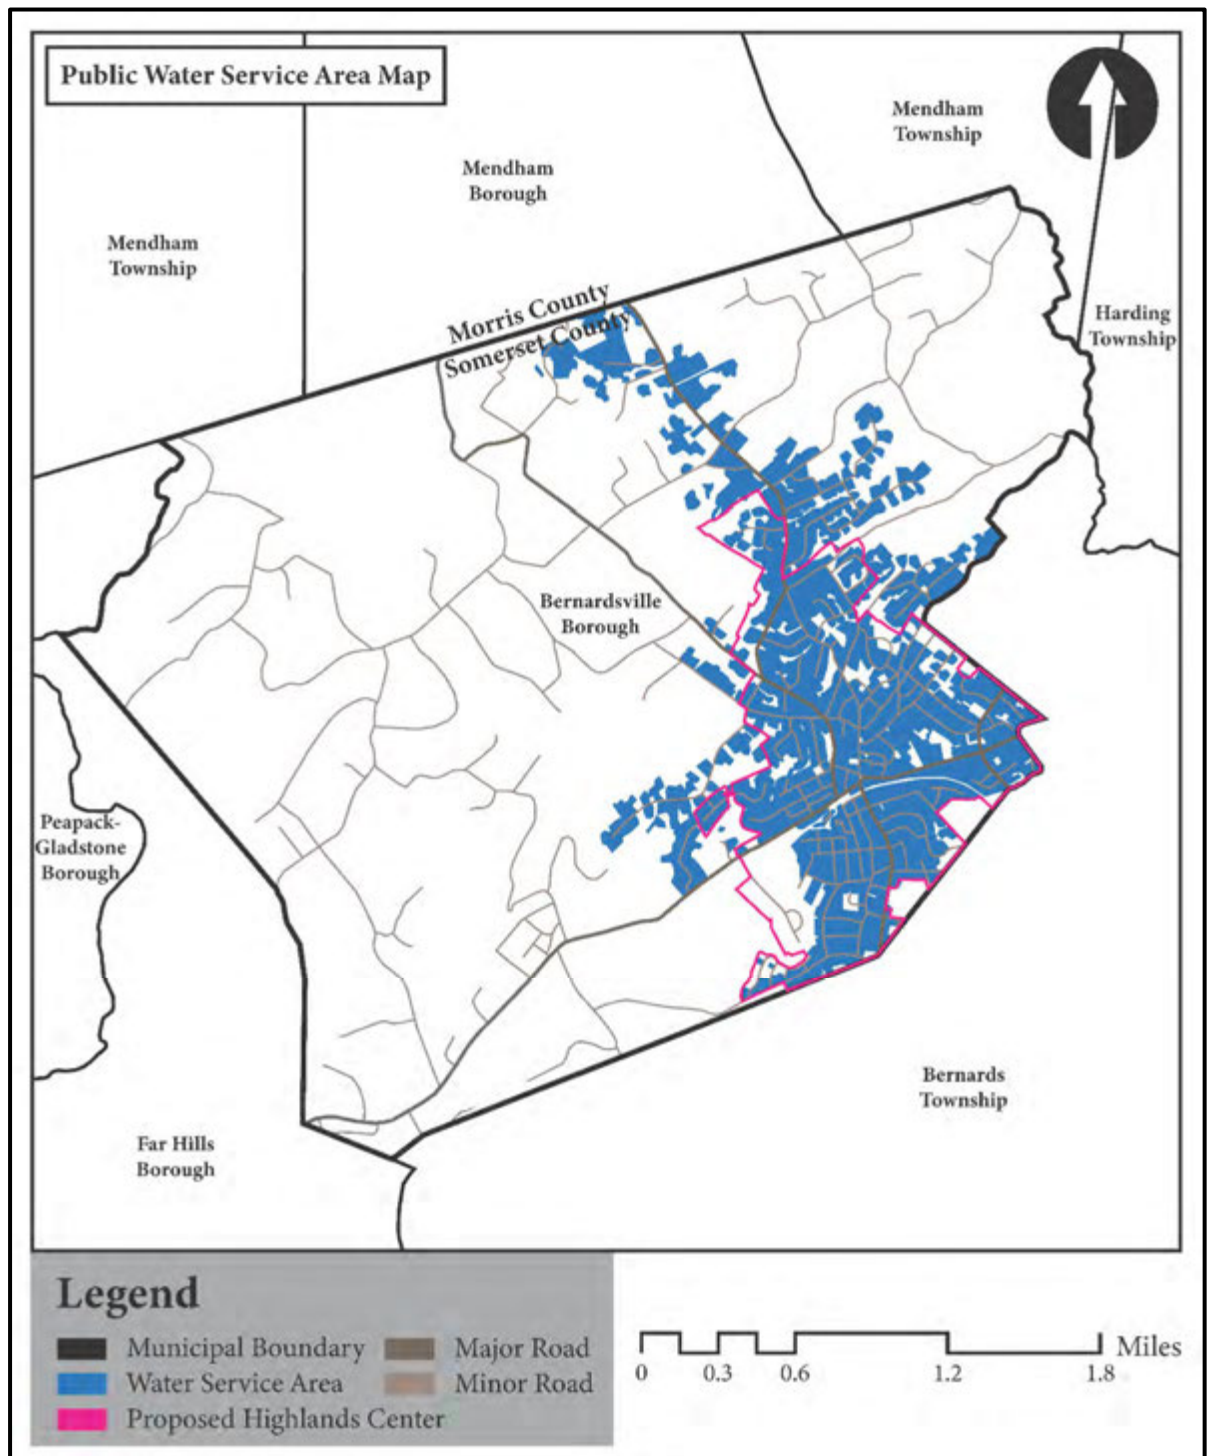 Public Water Service Area Map
Mendham
Township
Mendham
Borough
Mendham
Township
Morris County
Somerset County
Harding
Township
Bernardsville
Borough
Peapack-
Gladstone
Borough
Bernards
Township
Far Hills
Borough
Legend
Municipal Boundary
Major Road
Water Service Area
Minor Road
Proposed Highlands Center
0 0.3 0.6 1.2 1.8 Miles